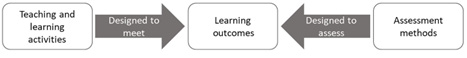 Teaching and
learning
activities
Designed to
meet
Learning
outcomes
Designed to
assess
Assessment
methods